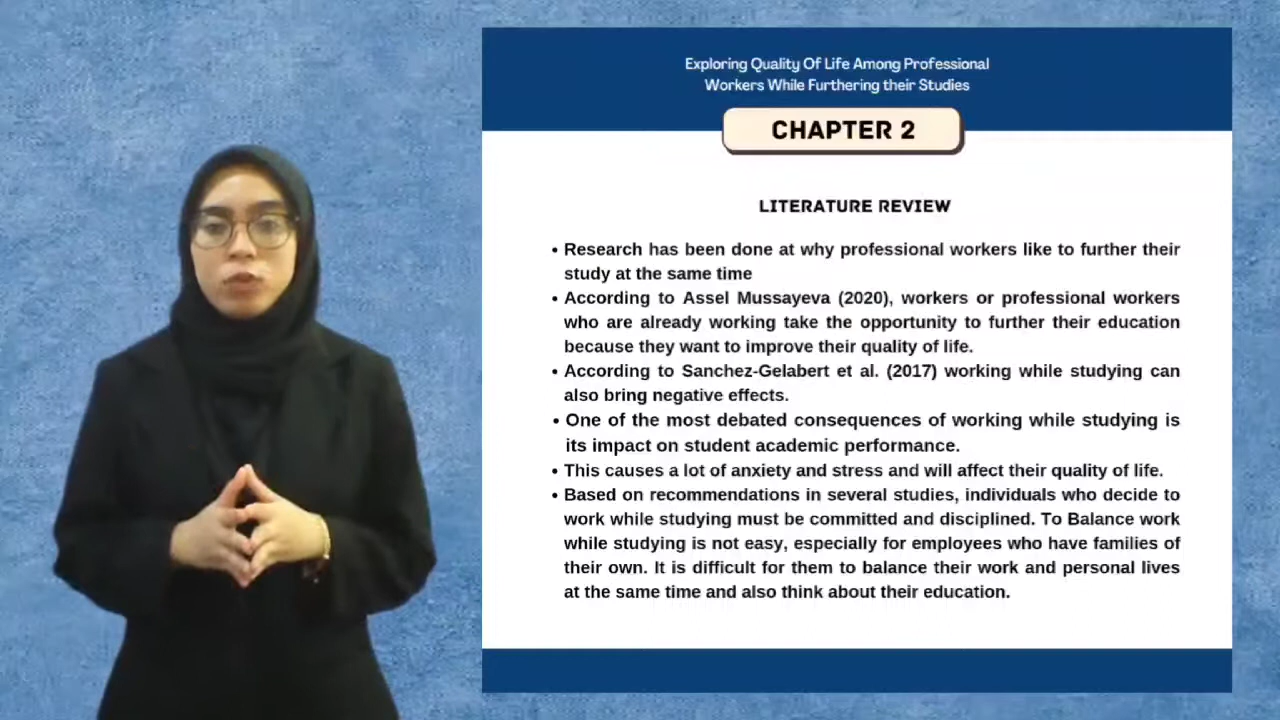 Exploring Quality Of Life Among Professional
Workers While Furthering their Studies
CHAPTER 2
LITERATURE REVIEW
• Research has been done at why professional workers like to further their
study at the same time
• According to Assel Mussayeva (2020), workers or professional workers
who are already working take the opportunity to further their education
because they want to improve their quality of life.
• According to Sanchez-Gelabert et al. (2017) working while studying can
also bring negative effects.
• One of the most debated consequences of working while studying is
its impact on student academic performance.
• This causes a lot of anxiety and stress and will affect their quality of life.
• Based on recommendations in several studies, individuals who decide to
work while studying must be committed and disciplined. To Balance work
while studying is not easy, especially for employees who have families of
their own. It is difficult for them to balance their work and personal lives
at the same time and also think about their education.